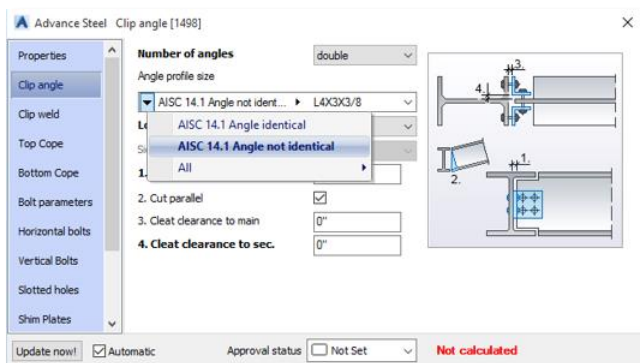 Advance Steel Clip angle [1498]
Properties
Clip angle
Clip weld
Top Cope
Bottom Cope
Bolt parameters
Horizontal bolts
Vertical Bolts
Slotted holes
Shim Plates
Number of angles double
Angle profile size
AISC 14.1 Angle not ident... L4X3X3/8
AISC 14.1 Angle identical
AISC 14.1 Angle not identical
All
1.
2. Cut parallel
3. Cleat clearance to main 0"
4. Cleat clearance to sec. 0"
3.
4.
2.
1.
Update now! Automatic Approval status Not Set Not calculated